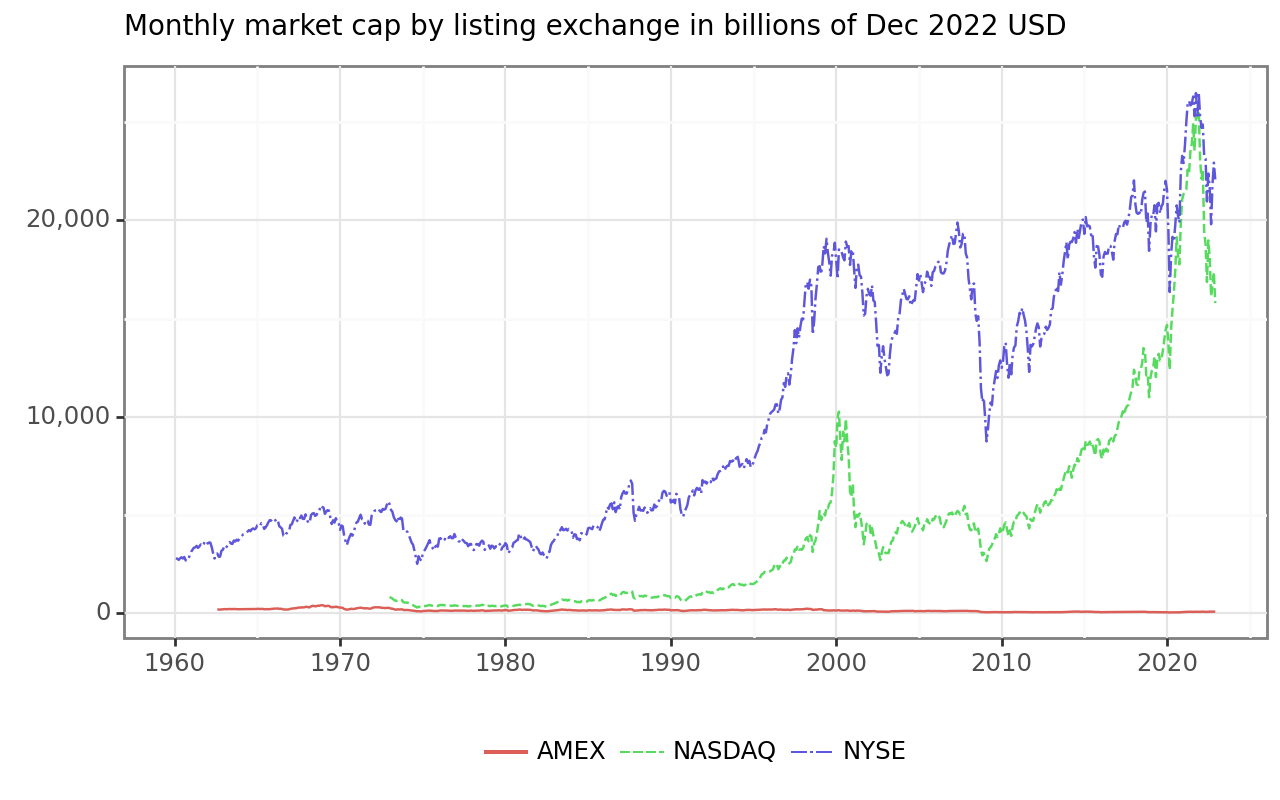 Monthly market cap by listing exchange in billions of Dec 2022 USD
20,000
10,000
0
1960 1970 1980 1990 2000 2010 2020
AMEX NASDAQ NYSE